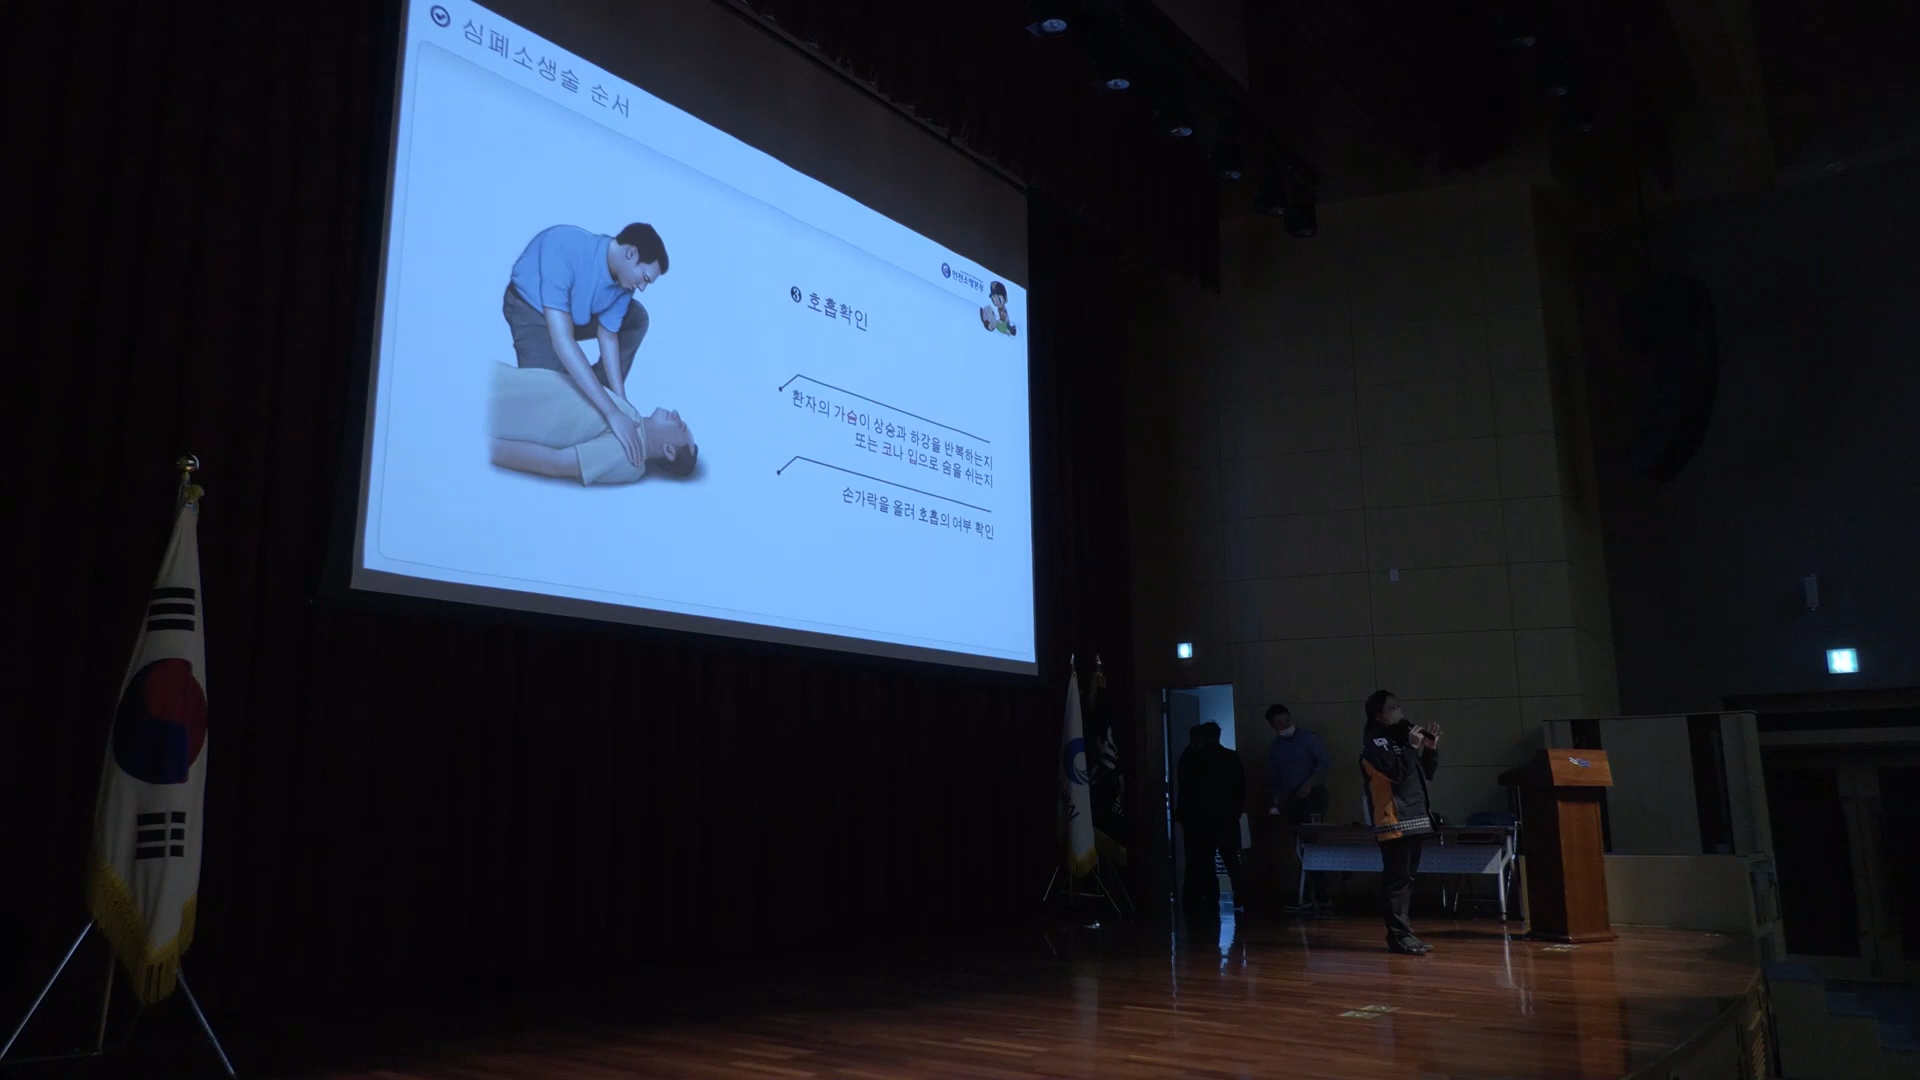 심폐소생술 순서
인천소방본부
❸ 호흡확인
환자의 가슴이 상승과 하강을 반복하는지
또는 코나 입으로 숨을 쉬는지
손가락을 올려 호흡의 여부 확인